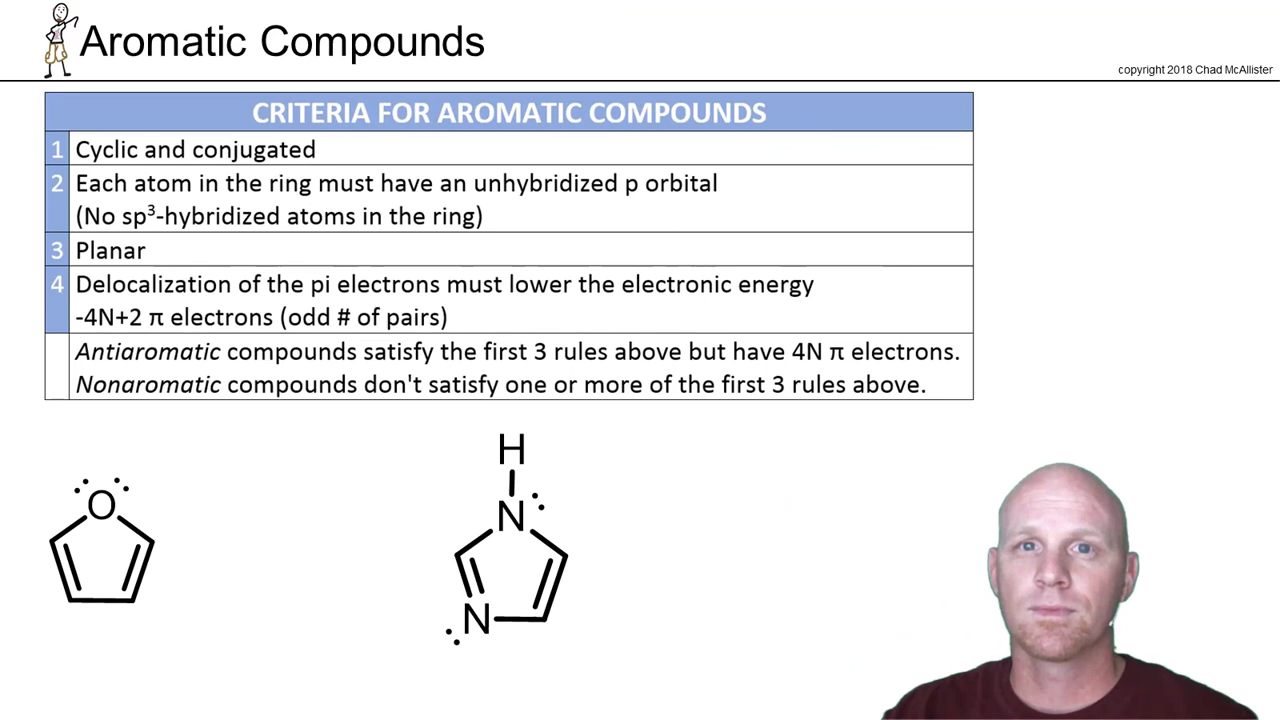 Aromatic Compounds
copyright 2018 Chad McAllister
CRITERIA FOR AROMATIC COMPOUNDS
1 Cyclic and conjugated
2 Each atom in the ring must have an unhybridized p orbital
(No sp³-hybridized atoms in the ring)
3 Planar
4 Delocalization of the pi electrons must lower the electronic energy
-4N+2 π electrons (odd # of pairs)
Antiaromatic compounds satisfy the first 3 rules above but have 4N π electrons.
Nonaromatic compounds don't satisfy one or more of the first 3 rules above.
H
O
N
N